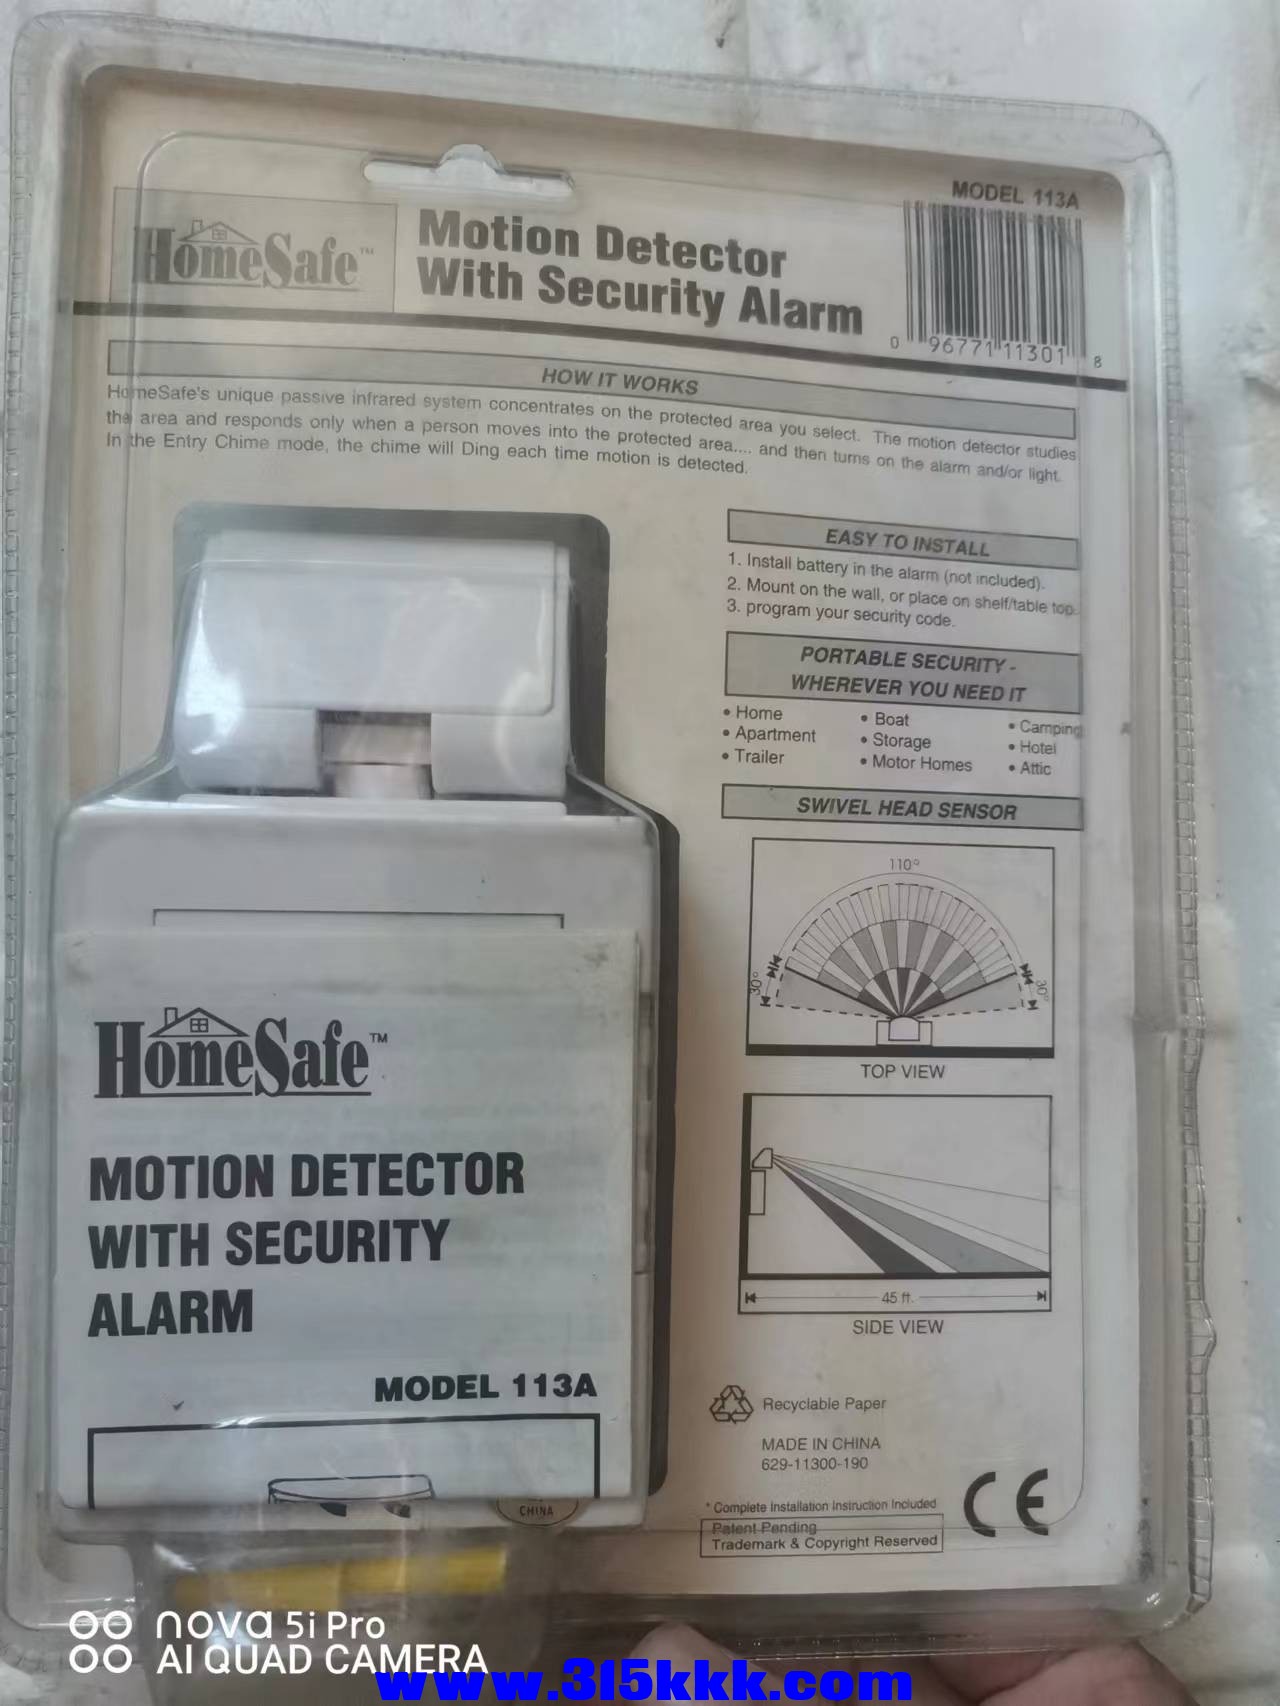 MODEL 113A
HomeSafe™
Motion Detector
With Security Alarm
0 96771 11301 8
HOW IT WORKS
HomeSafe's unique passive infrared system concentrates on the protected area you select. The motion detector studies
the area and responds only when a person moves into the protected area.... and then turns on the alarm and/or light.
In the Entry Chime mode, the chime will Ding each time motion is detected.
EASY TO INSTALL
1. Install battery in the alarm (not included).
2. Mount on the wall, or place on shelf/table top.
3. program your security code.
PORTABLE SECURITY -
WHEREVER YOU NEED IT
• Home • Boat • Camping
• Apartment • Storage • Hotel
• Trailer • Motor Homes • Attic
SWIVEL HEAD SENSOR
110°
30° 30°
TOP VIEW
45 ft.
SIDE VIEW
HomeSafe™
MOTION DETECTOR
WITH SECURITY
ALARM
MODEL 113A
CHINA
Recyclable Paper
MADE IN CHINA
629-11300-190
* Complete Installation Instruction Included
Patent Pending
Trademark & Copyright Reserved
CE
nova 5i Pro
AI QUAD CAMERA
www.315kkk.com